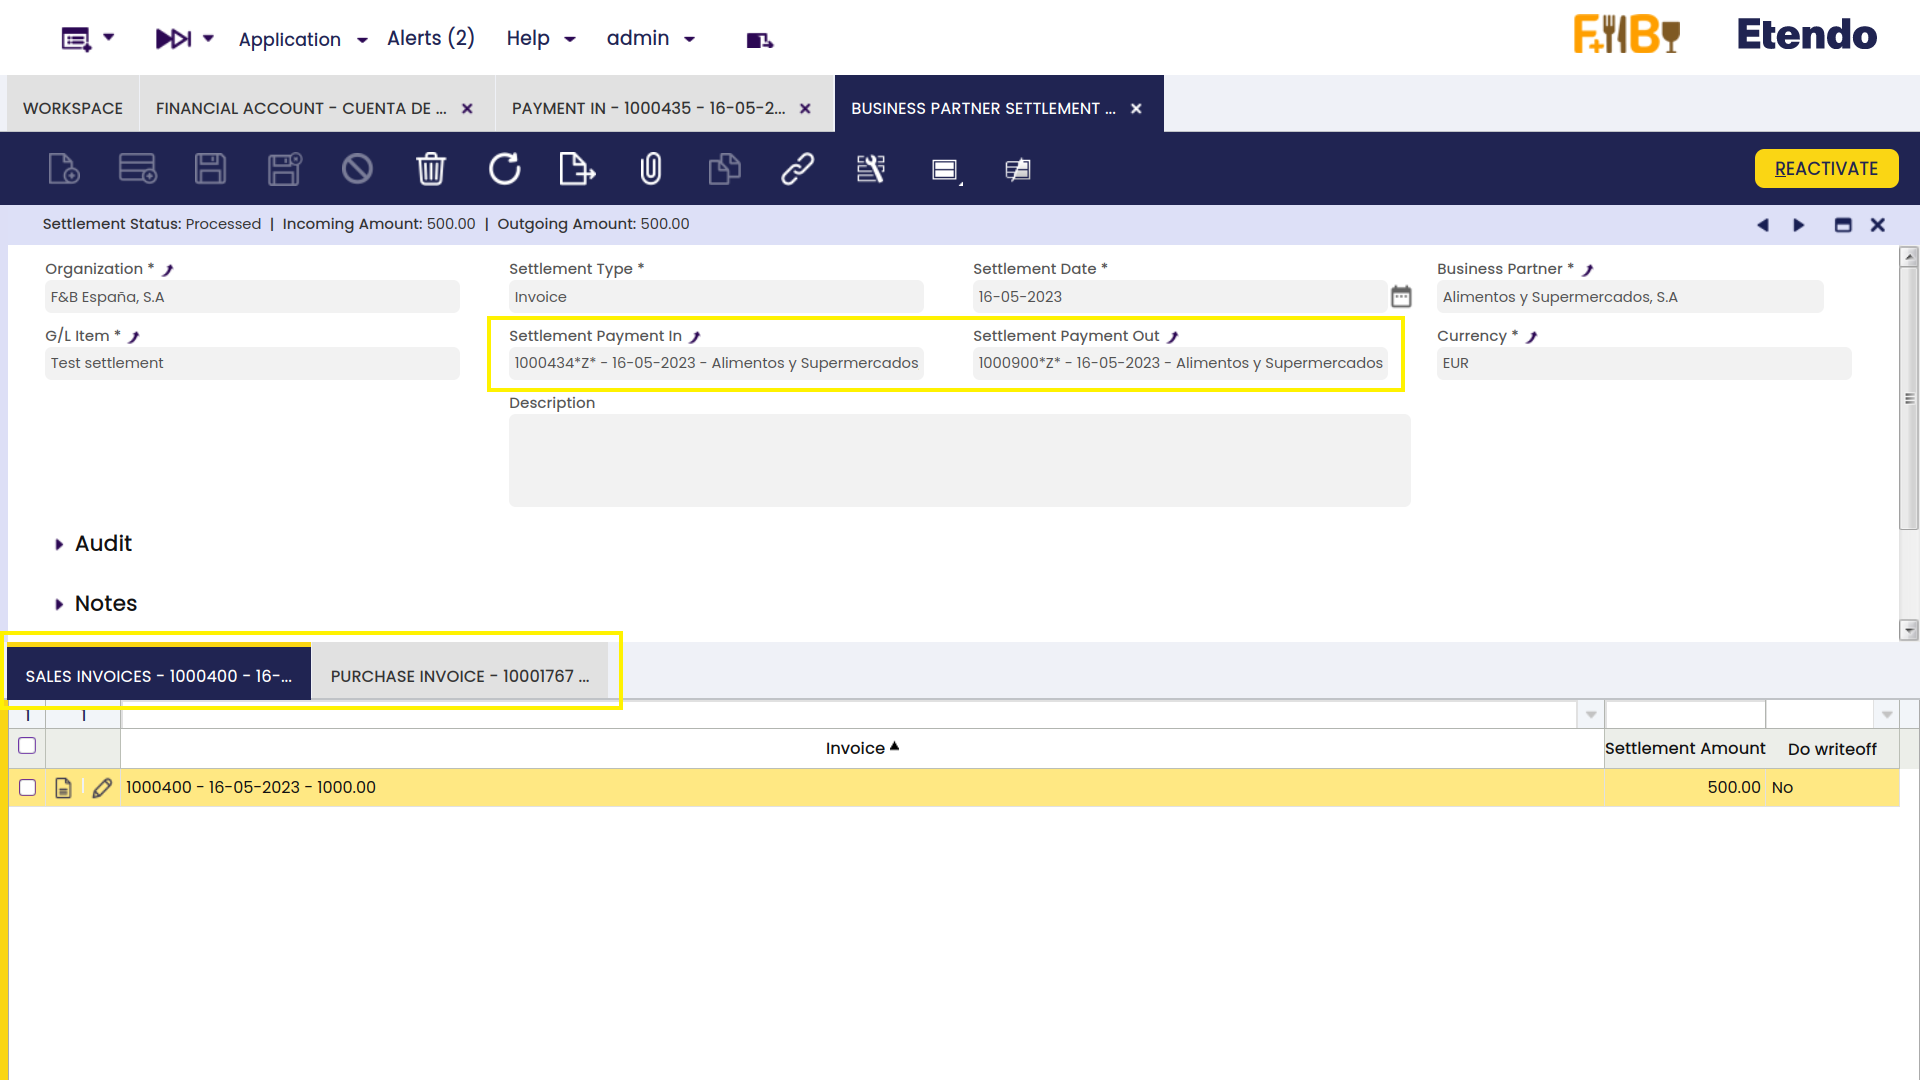 Application
Alerts (2)
Help
admin
F&B
Etendo
WORKSPACE
FINANCIAL ACCOUNT - CUENTA DE ...
PAYMENT IN - 1000435 - 16-05-2...
BUSINESS PARTNER SETTLEMENT ...
REACTIVATE
Settlement Status: Processed | Incoming Amount: 500.00 | Outgoing Amount: 500.00
Organization *
Settlement Type *
Settlement Date *
Business Partner *
F&B España, S.A
Invoice
16-05-2023
Alimentos y Supermercados, S.A
G/L Item *
Settlement Payment In
Settlement Payment Out
Currency *
Test settlement
1000434*Z* - 16-05-2023 - Alimentos y Supermercados
1000900*Z* - 16-05-2023 - Alimentos y Supermercados
EUR
Description
Audit
Notes
SALES INVOICES - 1000400 - 16-...
PURCHASE INVOICE - 10001767 ...
1
1
Invoice
Settlement Amount
Do writeoff
1000400 - 16-05-2023 - 1000.00
500.00
No